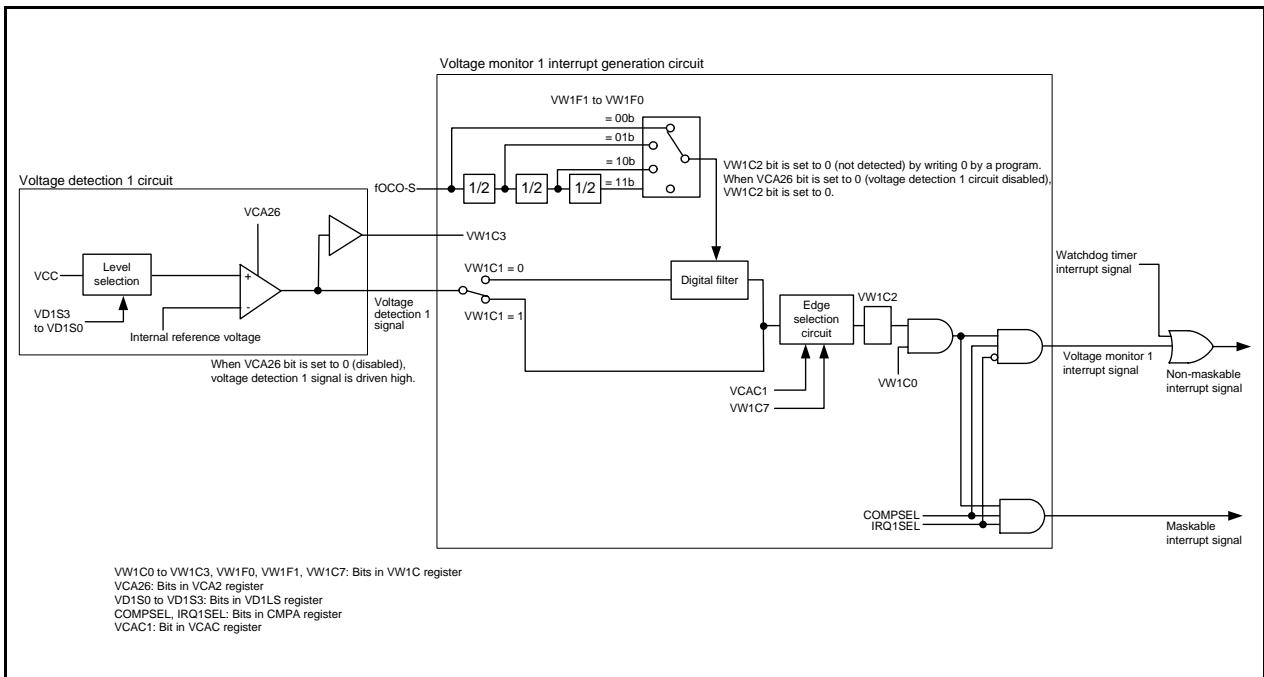 Voltage monitor 1 interrupt generation circuit
VW1F1 to VW1F0
= 00b
= 01b
= 10b
= 11b
fOCO-S
1/2
1/2
1/2
VW1C2 bit is set to 0 (not detected) by writing 0 by a program.
When VCA26 bit is set to 0 (voltage detection 1 circuit disabled),
VW1C2 bit is set to 0.
Voltage detection 1 circuit
VCA26
VW1C3
VCC
Level
selection
+
-
VD1S3
to VD1S0
Internal reference voltage
Voltage
detection 1
signal
When VCA26 bit is set to 0 (disabled),
voltage detection 1 signal is driven high.
VW1C1 = 0
VW1C1 = 1
Digital filter
Edge
selection
circuit
VW1C2
VCAC1
VW1C7
VW1C0
Watchdog timer
interrupt signal
Voltage monitor 1
interrupt signal
Non-maskable
interrupt signal
COMPSEL
IRQ1SEL
Maskable
interrupt signal
VW1C0 to VW1C3, VW1F0, VW1F1, VW1C7: Bits in VW1C register
VCA26: Bits in VCA2 register
VD1S0 to VD1S3: Bits in VD1LS register
COMPSEL, IRQ1SEL: Bits in CMPA register
VCAC1: Bit in VCAC register